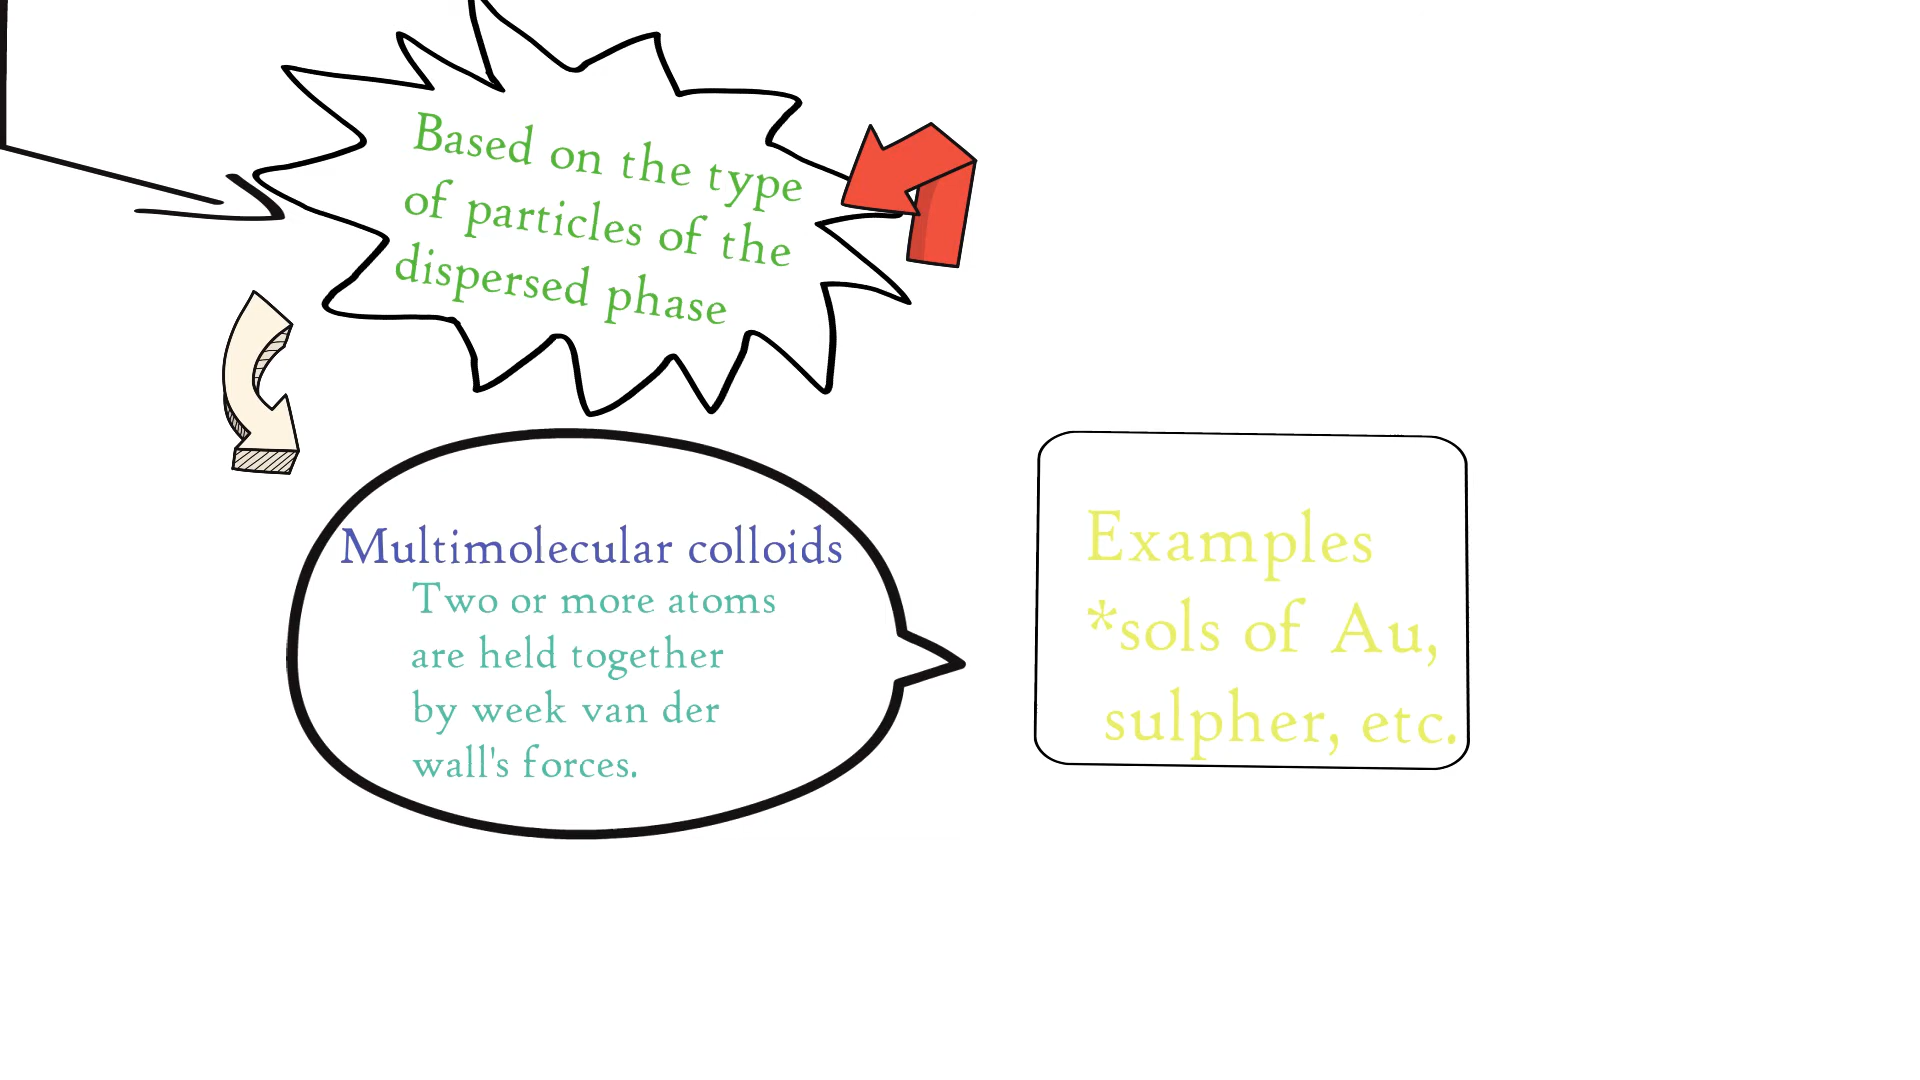 Based on the type
of particles of the
dispersed phase
Multimolecular colloids
Two or more atoms
are held together
by week van der
wall's forces.
Examples
*sols of Au,
sulpher, etc.